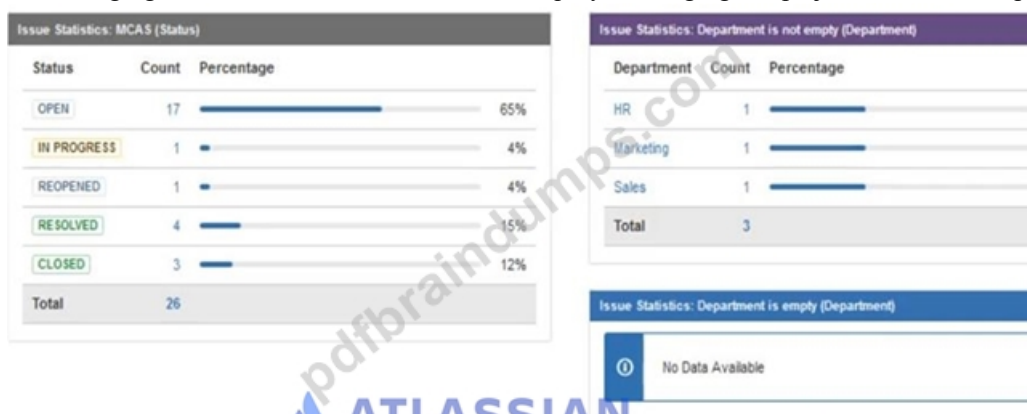 Issue Statistics: MCAS (Status)
Status Count Percentage
OPEN 17 65%
IN PROGRESS 1 4%
REOPENED 1 4%
RESOLVED 4 15%
CLOSED 3 12%
Total 26
Issue Statistics: Department is not empty (Department)
Department Count Percentage
HR 1
Marketing 1
Sales 1
Total 3
Issue Statistics: Department is empty (Department)
No Data Available
pdfbraindumps.com
ATLASSIAN